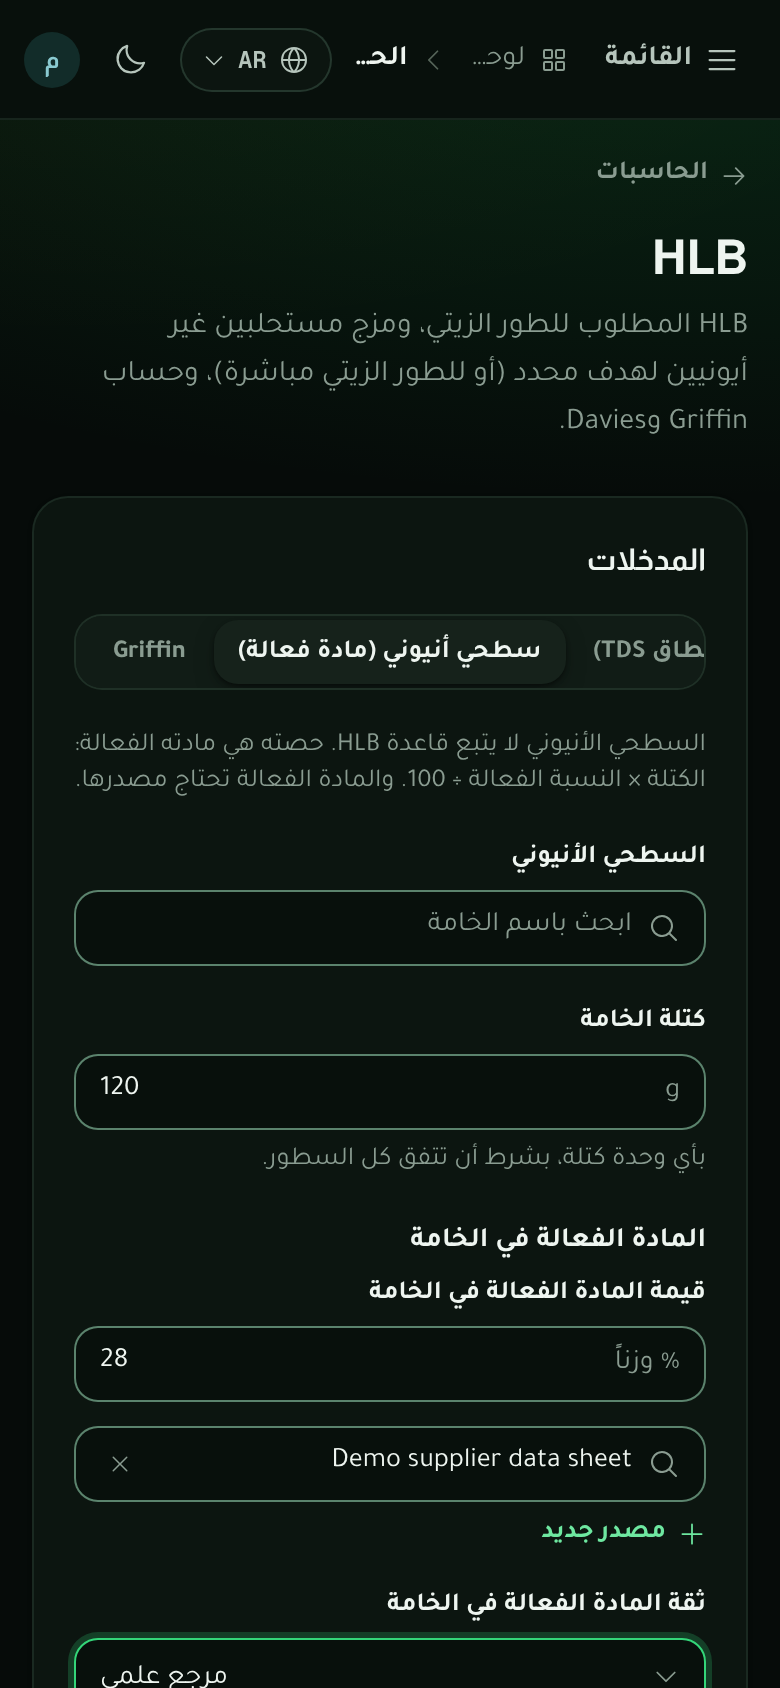 القائمة
لوحـ...
الحـ...
AR
م
الحاسبات
HLB
HLB المطلوب للطور الزيتي، ومزج مستحلبين غير
أيونيين لهدف محدد (أو للطور الزيتي مباشرة)، وحساب
Griffin وDavies.
المدخلات
طاق TDS)
سطحي أنيوني (مادة فعالة)
Griffin
السطحي الأنيوني لا يتبع قاعدة HLB. حصته هي مادته الفعالة:
الكتلة × النسبة الفعالة ÷ 100. والمادة الفعالة تحتاج مصدرها.
السطحي الأنيوني
ابحث باسم الخامة
كتلة الخامة
g 120
بأي وحدة كتلة، بشرط أن تتفق كل السطور.
المادة الفعالة في الخامة
قيمة المادة الفعالة في الخامة
% وزناً 28
Demo supplier data sheet
مصدر جديد
ثقة المادة الفعالة في الخامة
مرجع علمي